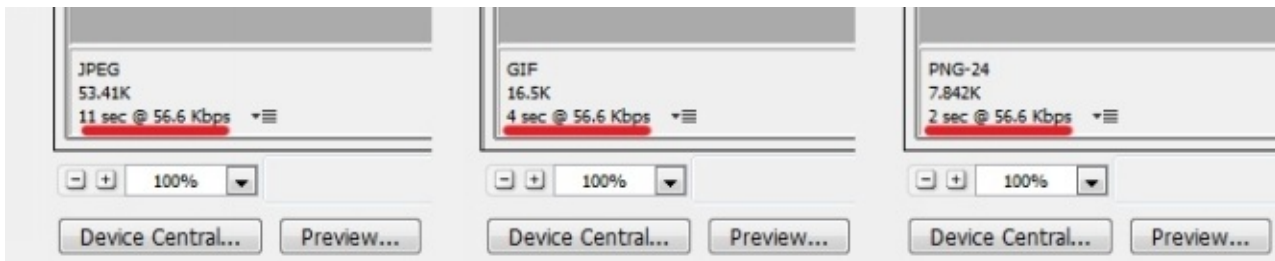 JPEG
53.41K
11 sec @ 56.6 Kbps
100%
Device Central... Preview...
GIF
16.5K
4 sec @ 56.6 Kbps
100%
Device Central... Preview...
PNG-24
7.842K
2 sec @ 56.6 Kbps
100%
Device Central... Preview...